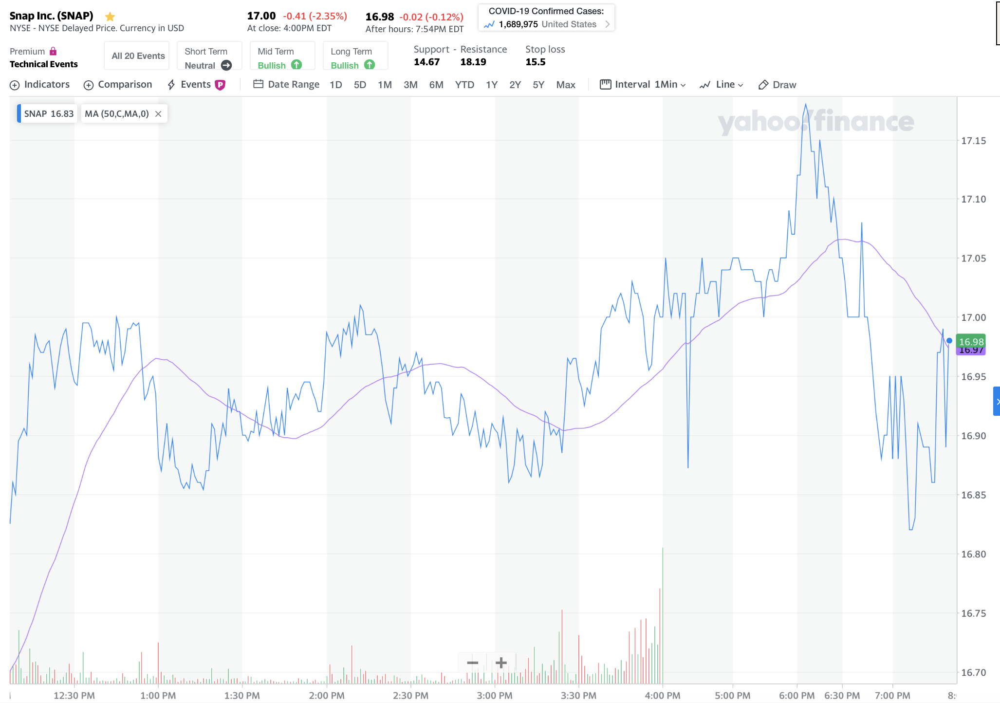 Snap Inc. (SNAP)
NYSE - NYSE Delayed Price. Currency in USD
17.00 -0.41 (-2.35%)
At close: 4:00PM EDT
16.98 -0.02 (-0.12%)
After hours: 7:54PM EDT
COVID-19 Confirmed Cases:
1,689,975 United States
Premium
Technical Events
All 20 Events
Short Term
Neutral
Mid Term
Bullish
Long Term
Bullish
Support - Resistance
14.67 18.19
Stop loss
15.5
Indicators Comparison Events P Date Range 1D 5D 1M 3M 6M YTD 1Y 2Y 5Y Max Interval 1Min Line Draw
SNAP 16.83 MA (50,C,MA,0)
yahoo!finance
17.15
17.10
17.05
17.00
16.98
16.97
16.95
16.90
16.85
16.80
16.75
16.70
12:30 PM 1:00 PM 1:30 PM 2:00 PM 2:30 PM 3:00 PM 3:30 PM 4:00 PM 5:00 PM 6:00 PM 6:30 PM 7:00 PM 8: